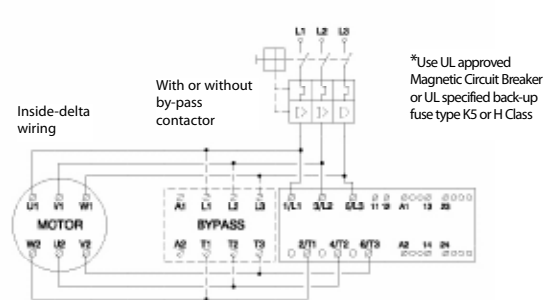 L1 L2 L3
*Use UL approved
Magnetic Circuit Breaker
or UL specified back-up
fuse type K5 or H Class
With or without
by-pass
contactor
Inside-delta
wiring
U1 V1 W1
MOTOR
W2 U2 V2
A1 L1 L2 L3
BYPASS
A2 T1 T2 T3
1/L1 3/L2 5/L3 11 12 A1 13 23
2/T1 4/T2 6/T3 A2 14 24